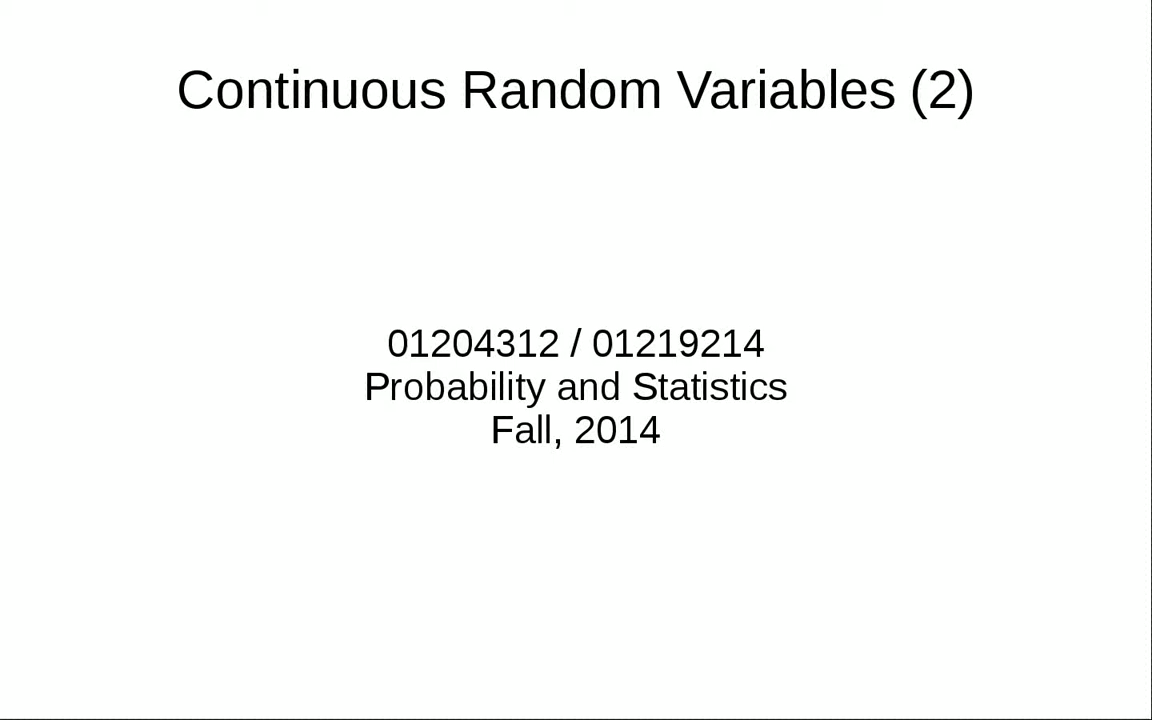 Continuous Random Variables (2)
01204312 / 01219214
Probability and Statistics
Fall, 2014